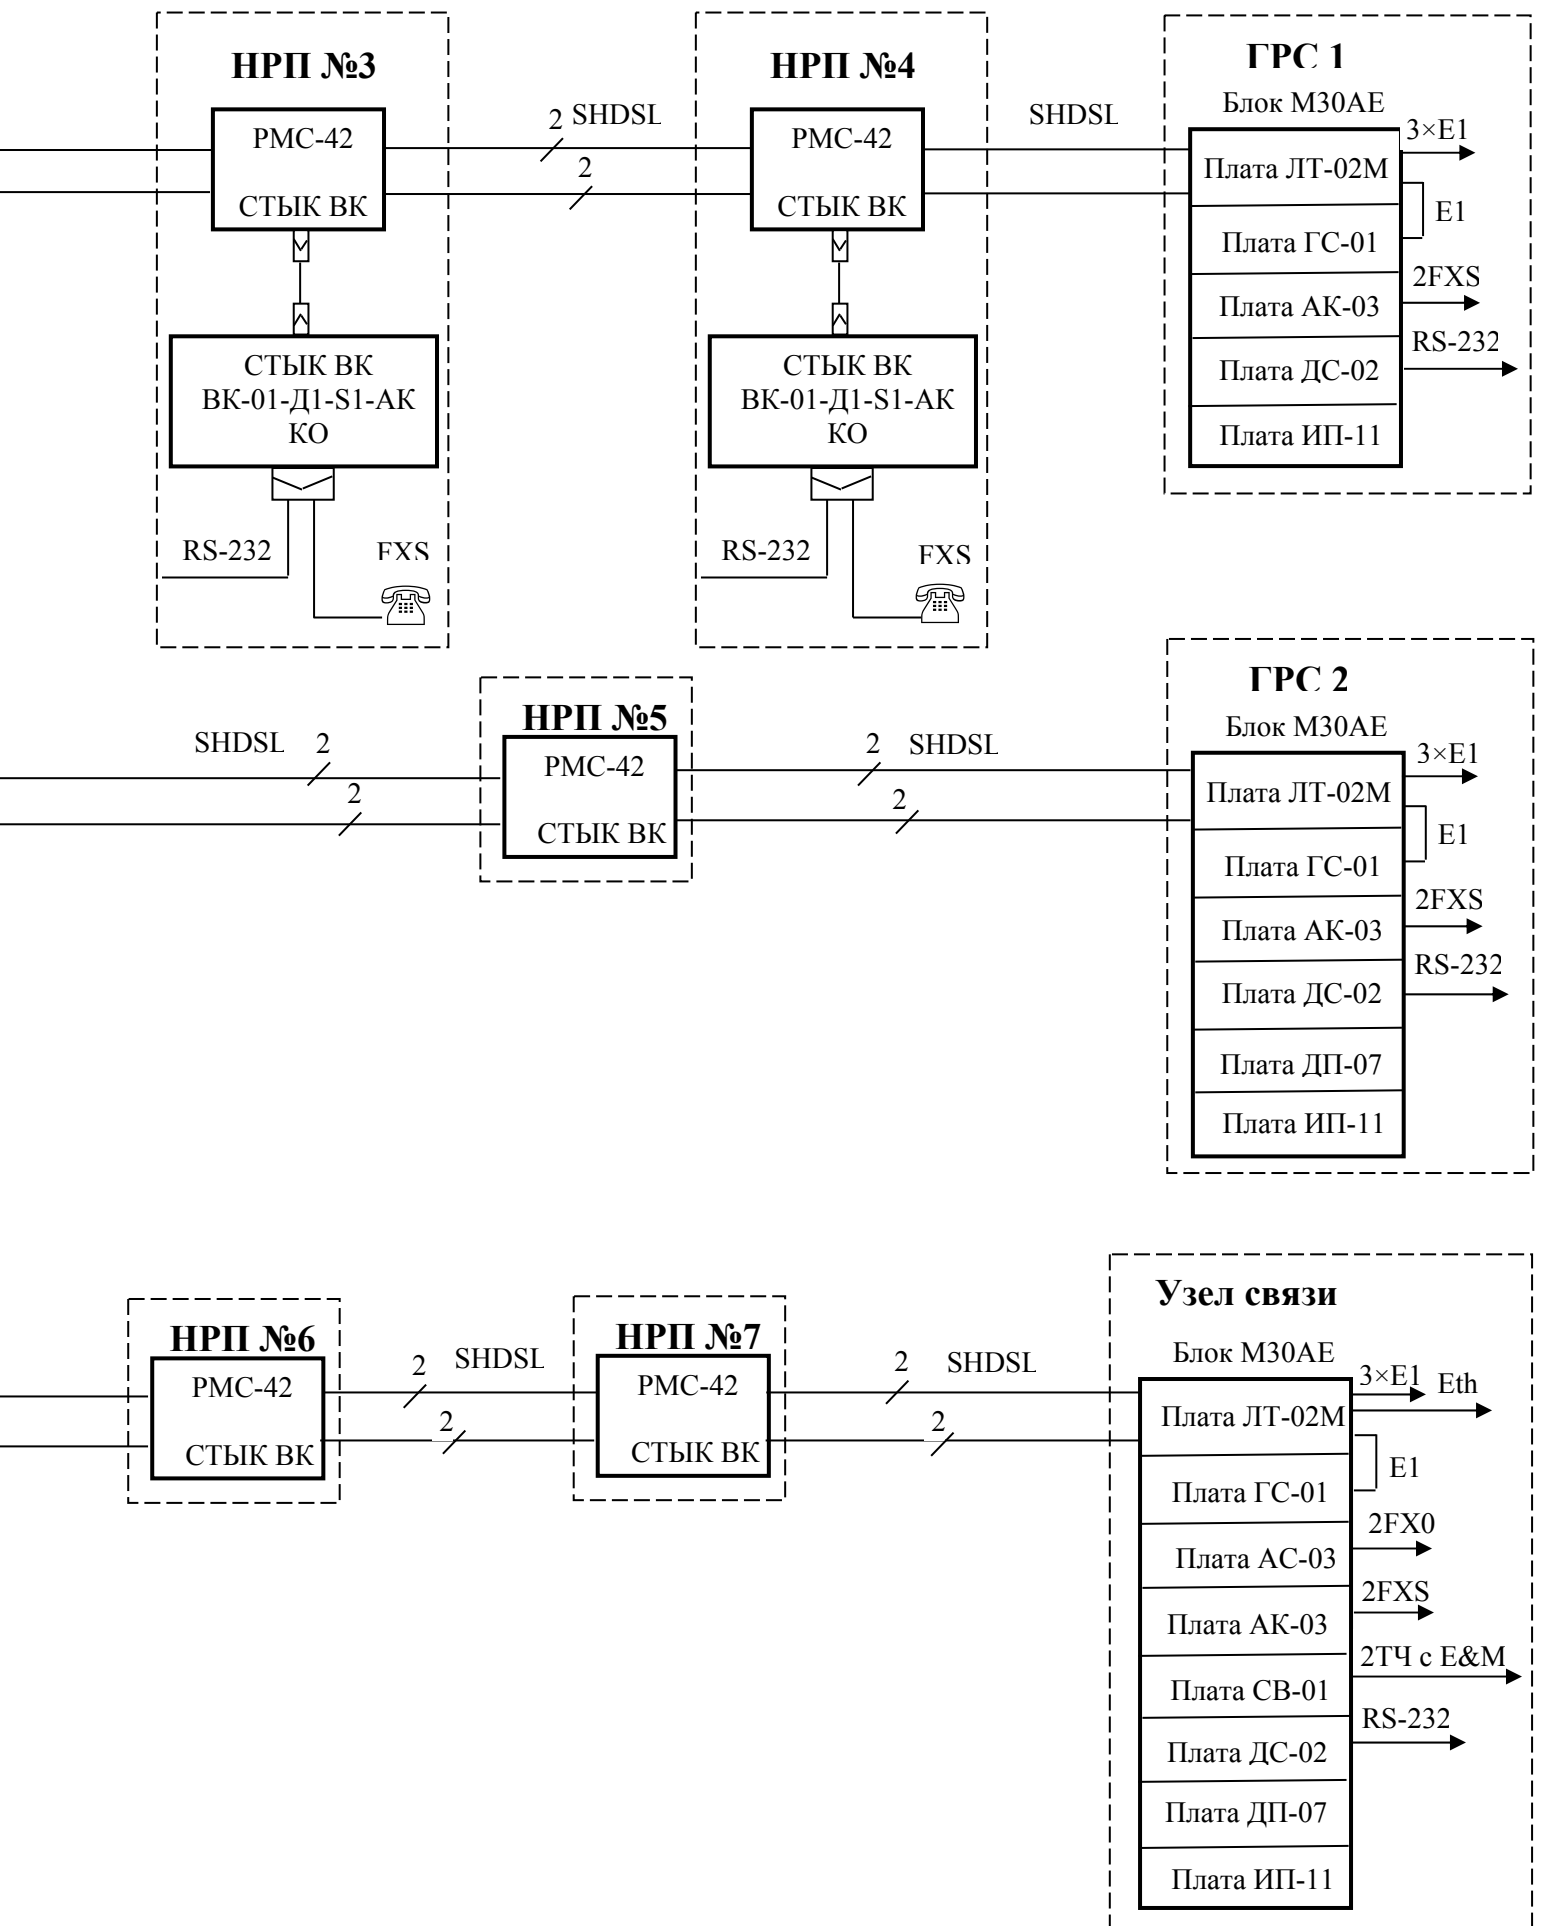 НРП №3
РМС-42
СТЫК ВК
СТЫК ВК
ВК-01-Д1-S1-АК
КО
RS-232
FXS
2
SHDSL
2
НРП №4
РМС-42
СТЫК ВК
СТЫК ВК
ВК-01-Д1-S1-АК
КО
RS-232
FXS
SHDSL
ГРС 1
Блок М30АЕ
Плата ЛТ-02М
Плата ГС-01
Плата АК-03
Плата ДС-02
Плата ИП-11
3×E1
E1
2FXS
RS-232
SHDSL
2
2
НРП №5
РМС-42
СТЫК ВК
2
SHDSL
2
ГРС 2
Блок М30АЕ
Плата ЛТ-02М
Плата ГС-01
Плата АК-03
Плата ДС-02
Плата ДП-07
Плата ИП-11
3×E1
E1
2FXS
RS-232
НРП №6
РМС-42
СТЫК ВК
2
SHDSL
2
НРП №7
РМС-42
СТЫК ВК
2
SHDSL
2
Узел связи
Блок М30АЕ
Плата ЛТ-02М
Плата ГС-01
Плата АС-03
Плата АК-03
Плата СВ-01
Плата ДС-02
Плата ДП-07
Плата ИП-11
3×E1
Eth
E1
2FX0
2FXS
2ТЧ с E&M
RS-232